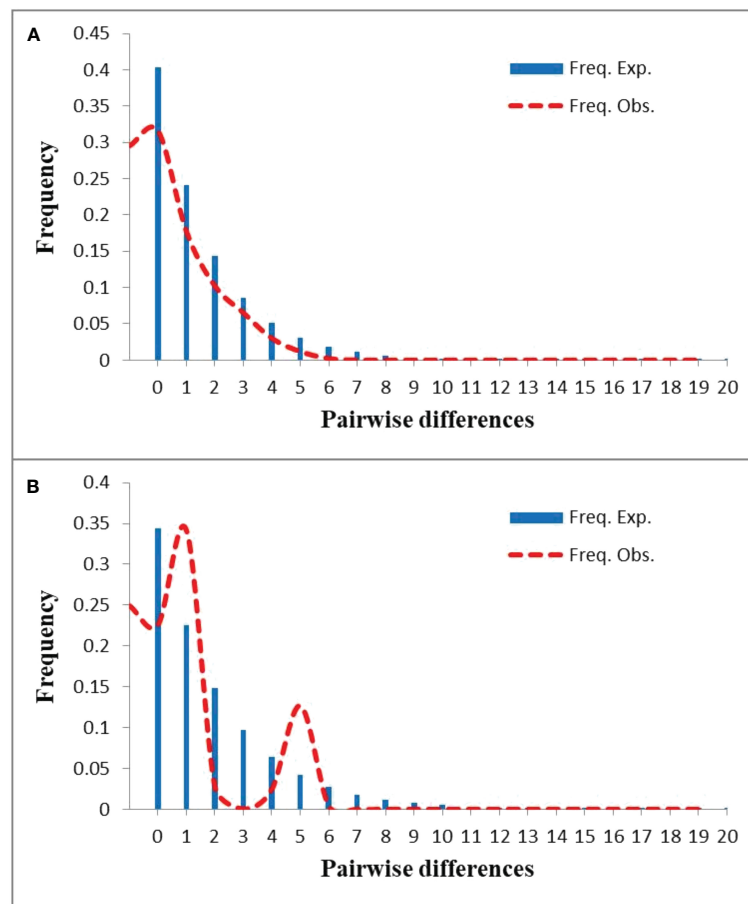 A
0.45
0.4
0.35
0.3
0.25
0.2
0.15
0.1
0.05
0
Frequency
Freq. Exp.
Freq. Obs.
0 1 2 3 4 5 6 7 8 9 10 11 12 13 14 15 16 17 18 19 20
Pairwise differences
B
0.4
0.35
0.3
0.25
0.2
0.15
0.1
0.05
0
Frequency
Freq. Exp.
Freq. Obs.
0 1 2 3 4 5 6 7 8 9 10 11 12 13 14 15 16 17 18 19 20
Pairwise differences